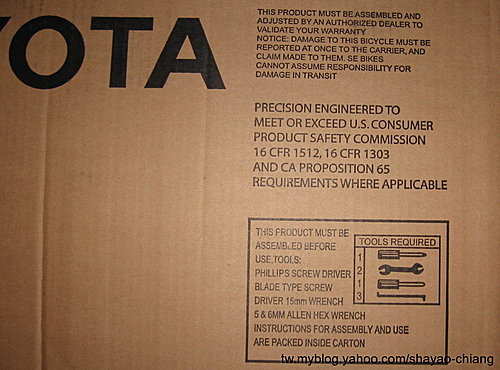 YOTA
THIS PRODUCT MUST BE ASSEMBLED AND
ADJUSTED BY AN AUTHORIZED DEALER TO
VALIDATE YOUR WARRANTY
NOTICE: DAMAGE TO THIS BICYCLE MUST BE
REPORTED AT ONCE TO THE CARRIER, AND
CLAIM MADE TO THEM. SE BIKES
CANNOT ASSUME RESPONSIBILITY FOR
DAMAGE IN TRANSIT
PRECISION ENGINEERED TO
MEET OR EXCEED U.S. CONSUMER
PRODUCT SAFETY COMMISSION
16 CFR 1512, 16 CFR 1303
AND CA PROPOSITION 65
REQUIREMENTS WHERE APPLICABLE
THIS PRODUCT MUST BE
ASSEMBLED BEFORE
USE,TOOLS:
PHILLIPS SCREW DRIVER
BLADE TYPE SCREW
DRIVER 15mm WRENCH
5 & 6MM ALLEN HEX WRENCH
INSTRUCTIONS FOR ASSEMBLY AND USE
ARE PACKED INSIDE CARTON
TOOLS REQUIRED
1
2
1
3
tw.myblog.yahoo.com/shayao-chiang